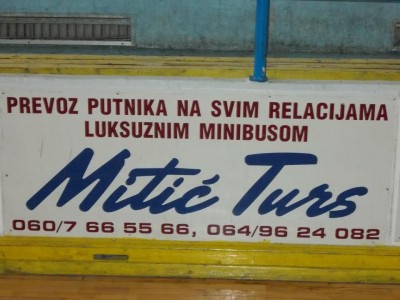 PREVOZ PUTNIKA NA SVIM RELACIJAMA
LUKSUZNIM MINIBUSOM
Mitić Turs
060/7 66 55 66, 064/96 24 082